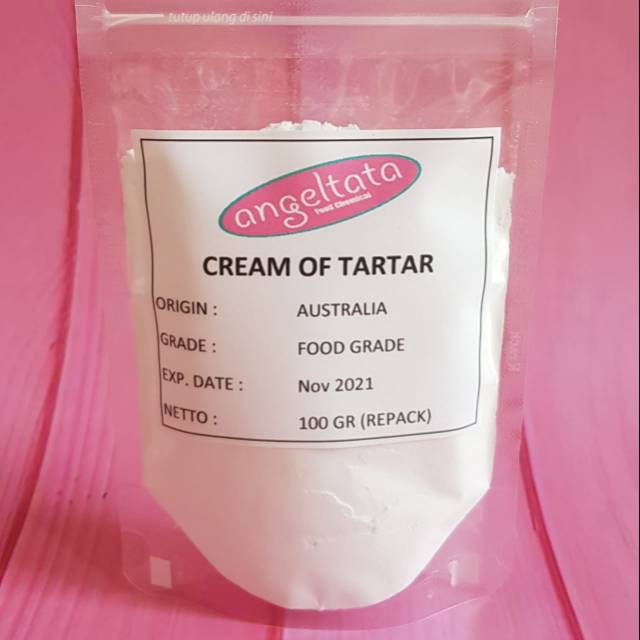 tutup ulang di sini
angeltata
Food Chemical
CREAM OF TARTAR
ORIGIN : AUSTRALIA
GRADE : FOOD GRADE
EXP. DATE : Nov 2021
NETTO : 100 GR (REPACK)